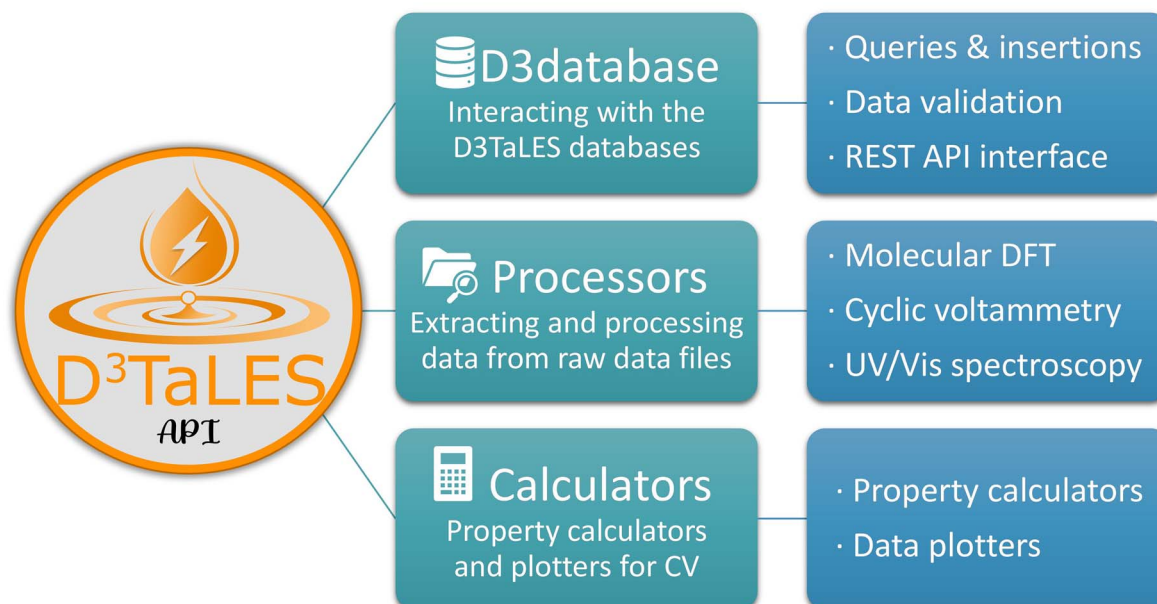 D³TaLES
API
D3database
Interacting with the
D3TaLES databases
· Queries & insertions
· Data validation
· REST API interface
Processors
Extracting and processing
data from raw data files
· Molecular DFT
· Cyclic voltammetry
· UV/Vis spectroscopy
Calculators
Property calculators
and plotters for CV
· Property calculators
· Data plotters